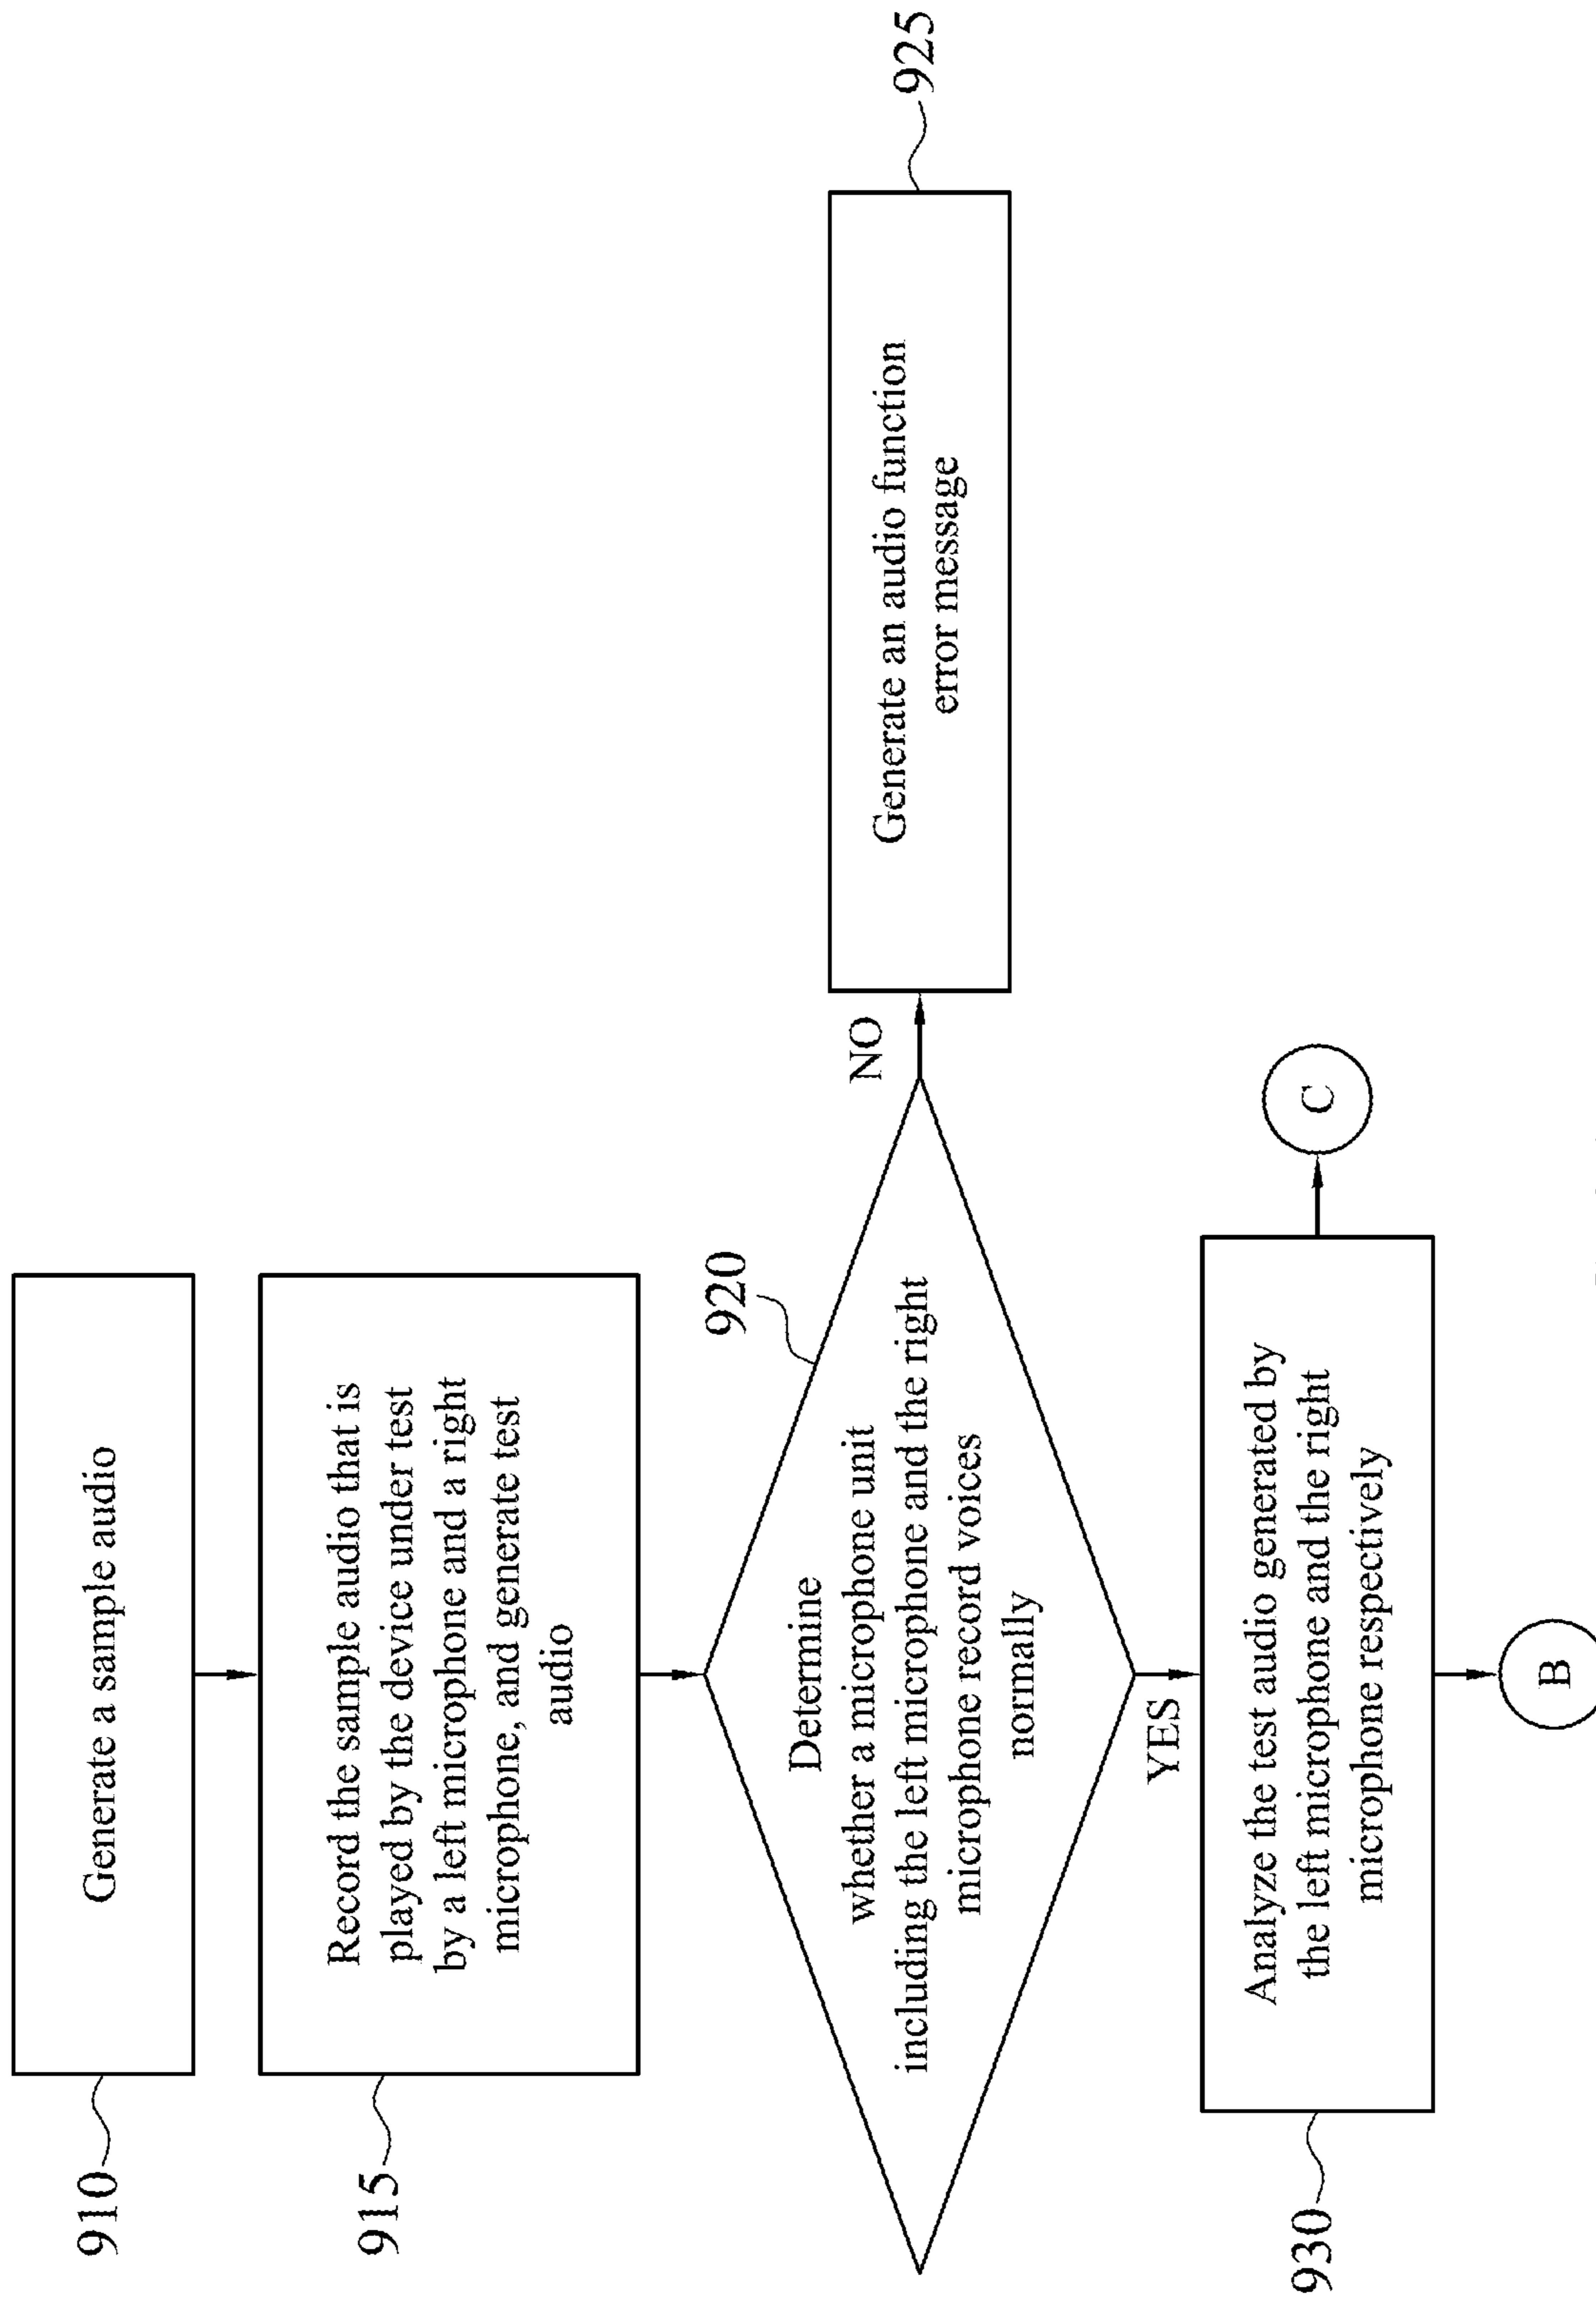 910
Generate a sample audio
915
Record the sample audio that is
played by the device under test
by a left microphone and a right
microphone, and generate test
audio
920
Determine
whether a microphone unit
including the left microphone and the right
microphone record voices
normally
NO
Generate an audio function
error message
925
YES
930
Analyze the test audio generated by
the left microphone and the right
microphone respectively
C
B